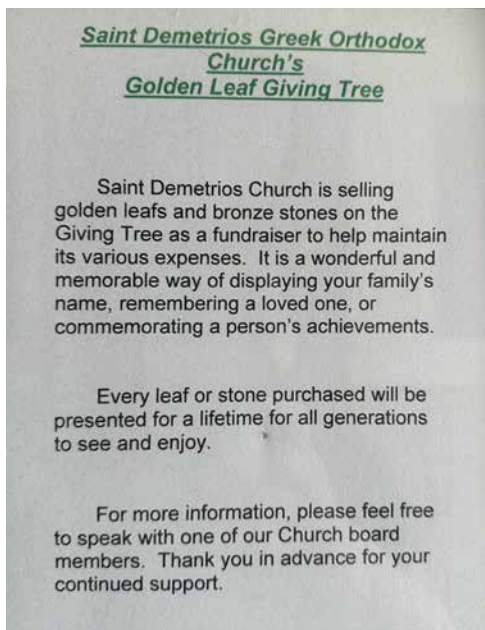 Saint Demetrios Greek Orthodox
Church's
Golden Leaf Giving Tree
Saint Demetrios Church is selling
golden leafs and bronze stones on the
Giving Tree as a fundraiser to help maintain
its various expenses. It is a wonderful and
memorable way of displaying your family's
name, remembering a loved one, or
commemorating a person's achievements.
Every leaf or stone purchased will be
presented for a lifetime for all generations
to see and enjoy.
For more information, please feel free
to speak with one of our Church board
members. Thank you in advance for your
continued support.